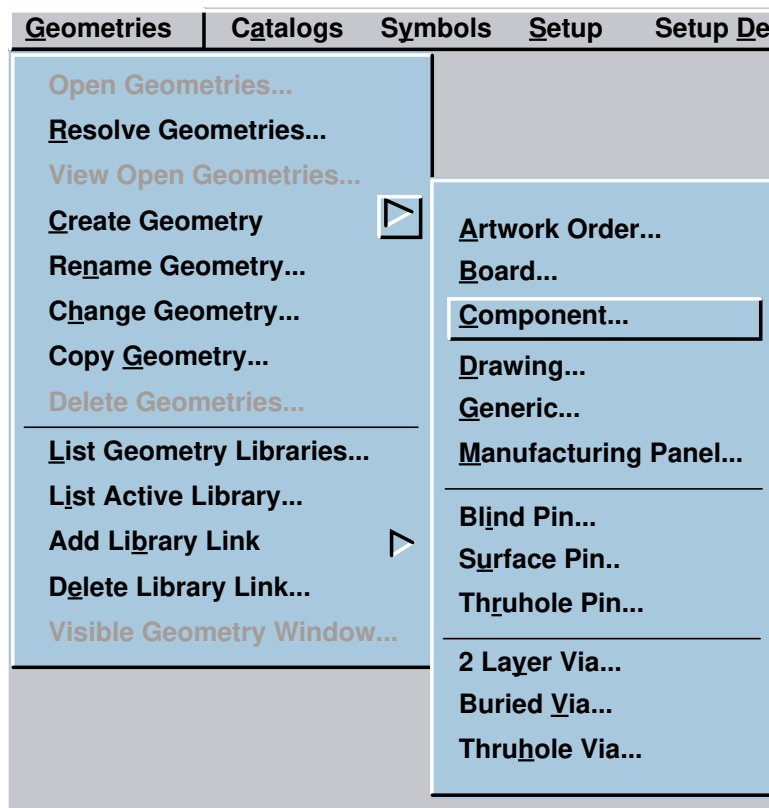 Geometries Catalogs Symbols Setup Setup De
Open Geometries...
Resolve Geometries...
View Open Geometries...
Create Geometry
Rename Geometry...
Change Geometry...
Copy Geometry...
Delete Geometries...
List Geometry Libraries...
List Active Library...
Add Library Link
Delete Library Link...
Visible Geometry Window...
Artwork Order...
Board...
Component...
Drawing...
Generic...
Manufacturing Panel...
Blind Pin...
Surface Pin..
Thruhole Pin...
2 Layer Via...
Buried Via...
Thruhole Via...